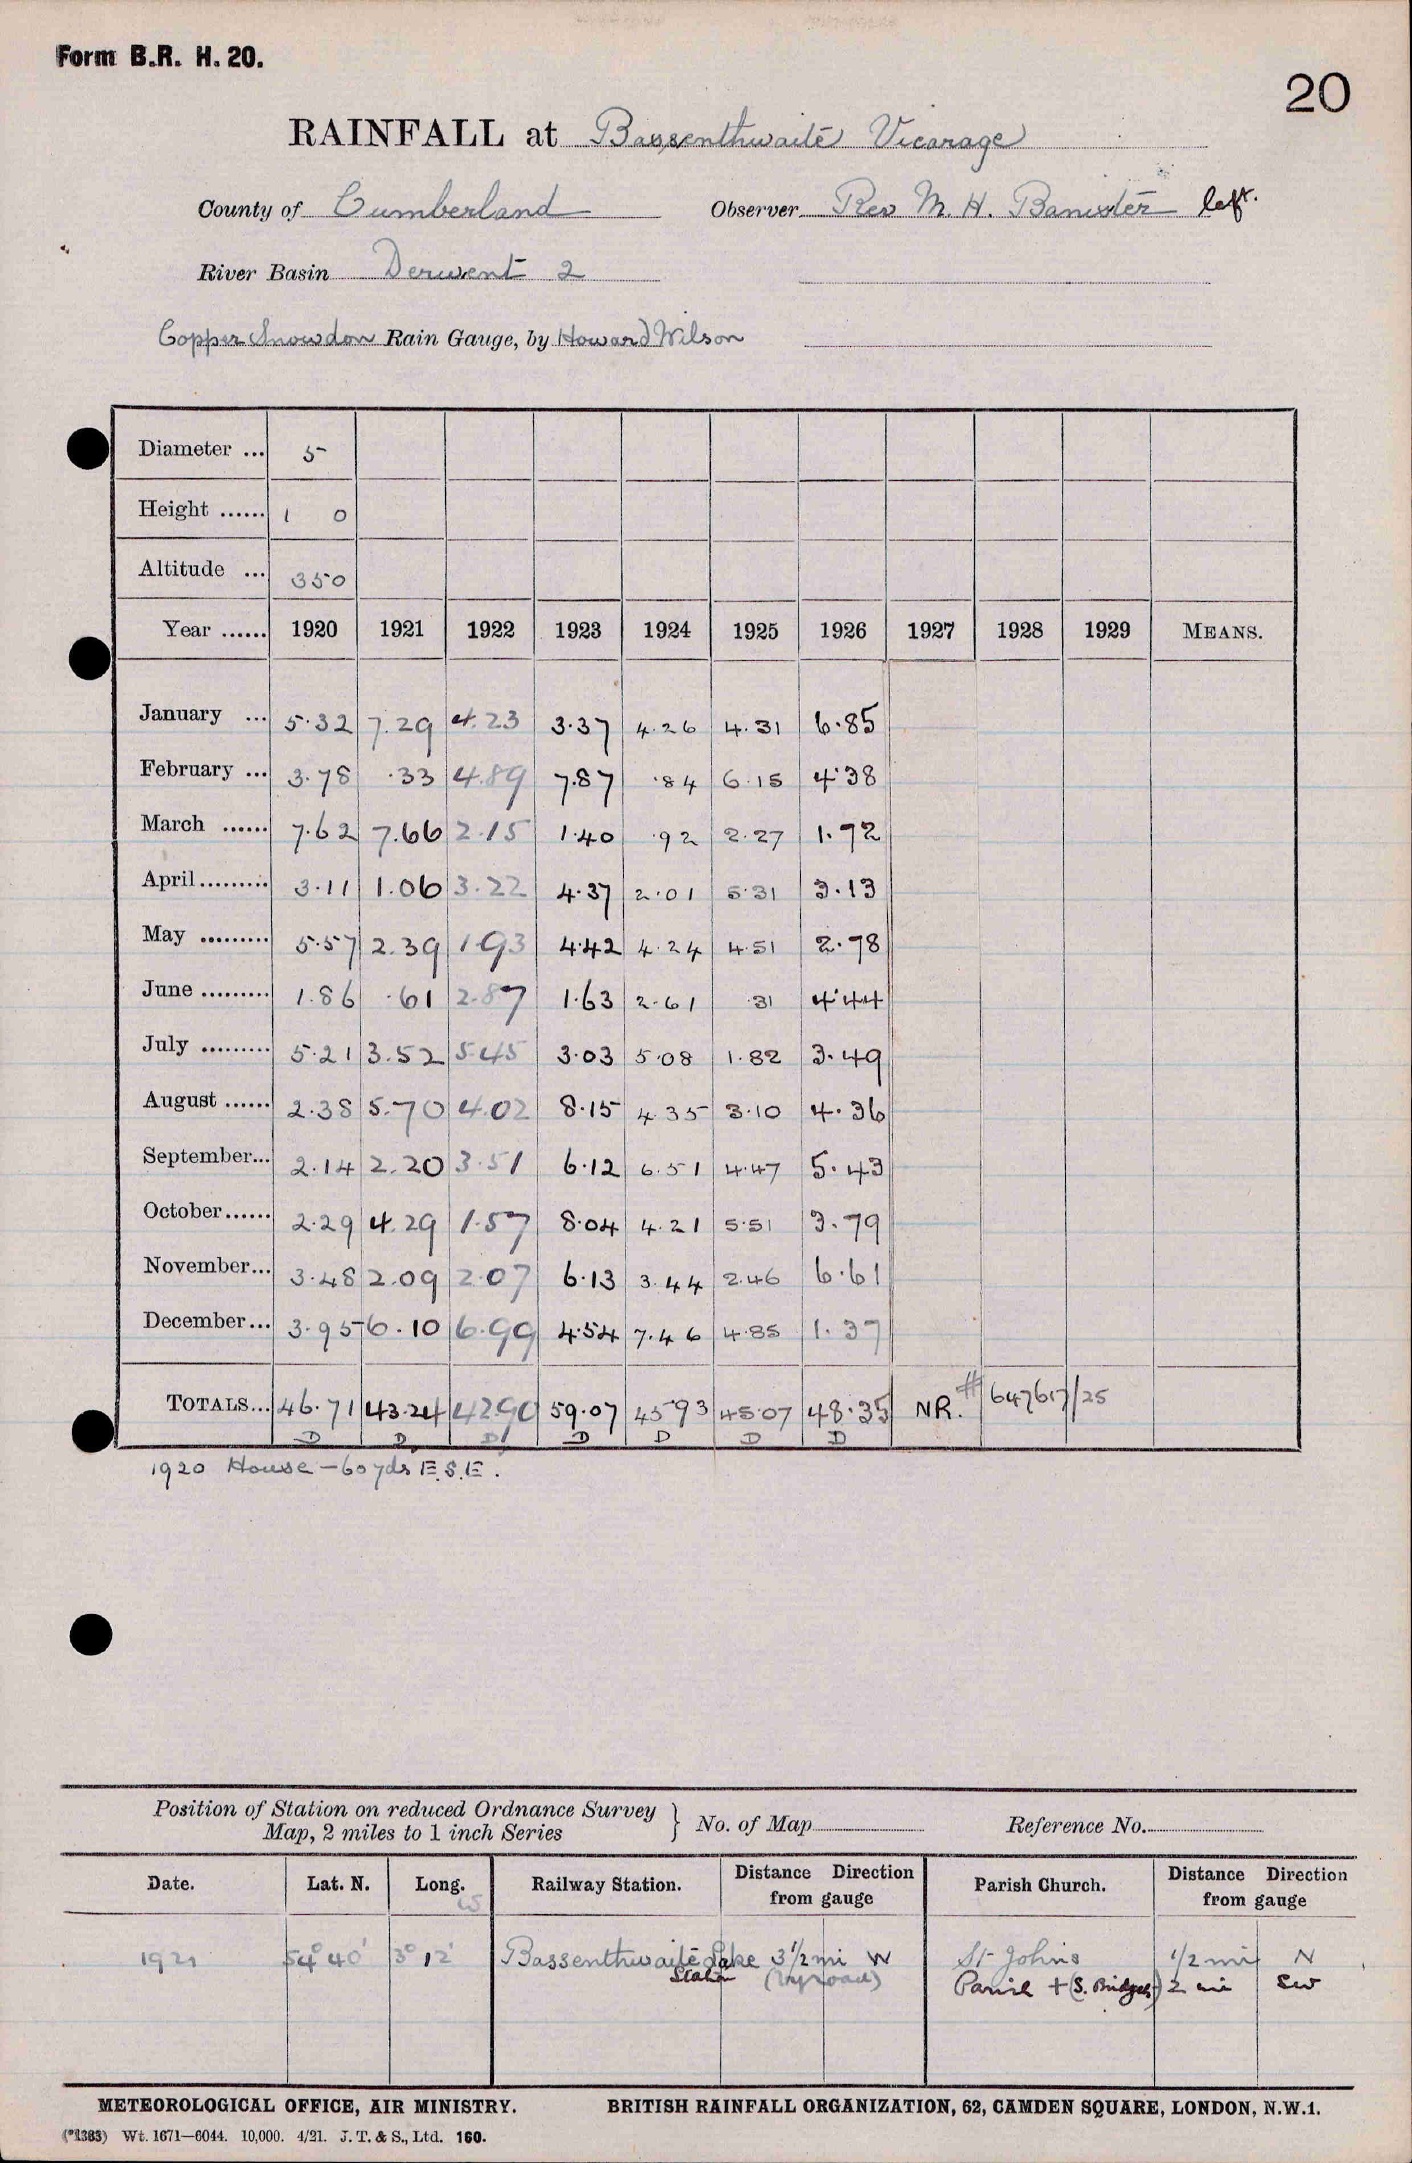 Form B.R. H. 20.
20
RAINFALL at Bassenthwaite Vicarage
County of Cumberland Observer Rev M. H. Banister left.
River Basin Derwent 2
Copper Snowdon Rain Gauge, by Howard Wilson
Diameter ... 5
Height ...... 1 0
Altitude ... 350
Year ...... 1920 1921 1922 1923 1924 1925 1926 1927 1928 1929 MEANS.
January ... 5.32 7.29 4.23 3.37 4.26 4.31 6.85
February ... 3.78 .33 4.89 7.87 .84 6.15 4.38
March ...... 7.62 7.66 2.15 1.40 .92 2.27 1.72
April ......... 3.11 1.06 3.22 4.37 2.01 5.31 3.13
May ......... 5.57 2.39 1.93 4.42 4.24 4.51 2.78
June ......... 1.86 .61 2.87 1.63 2.61 .31 4.44
July ......... 5.21 3.52 5.45 3.03 5.08 1.82 3.49
August ...... 2.38 5.70 4.02 8.15 4.35 3.10 4.36
September... 2.14 2.20 3.51 6.12 6.51 4.47 5.43
October...... 2.29 4.29 1.57 8.04 4.21 5.51 3.79
November... 3.48 2.09 2.07 6.13 3.44 2.46 6.61
December... 3.95 6.10 6.99 4.54 7.46 4.85 1.37
TOTALS... 46.71 43.24 42.90 59.07 45.93 45.07 48.35 NR. # 647617/25
D D D D D D D
1920 House - 60 yds E.S.E.
Position of Station on reduced Ordnance Survey
Map, 2 miles to 1 inch Series } No. of Map Reference No.
Date. Lat. N. Long. W Railway Station. Distance Direction from gauge Parish Church. Distance Direction from gauge
1921 54° 40' 3° 12' Bassenthwaite Lake 3 1/2 mi W St Johns 1/2 mi N
Station (by road) Parish + (S. Bridget) 2 mi SW
METEOROLOGICAL OFFICE, AIR MINISTRY. BRITISH RAINFALL ORGANIZATION, 62, CAMDEN SQUARE, LONDON, N.W.1.
(*1383) Wt. 1671—6044. 10,000. 4/21. J. T. & S., Ltd. 160.